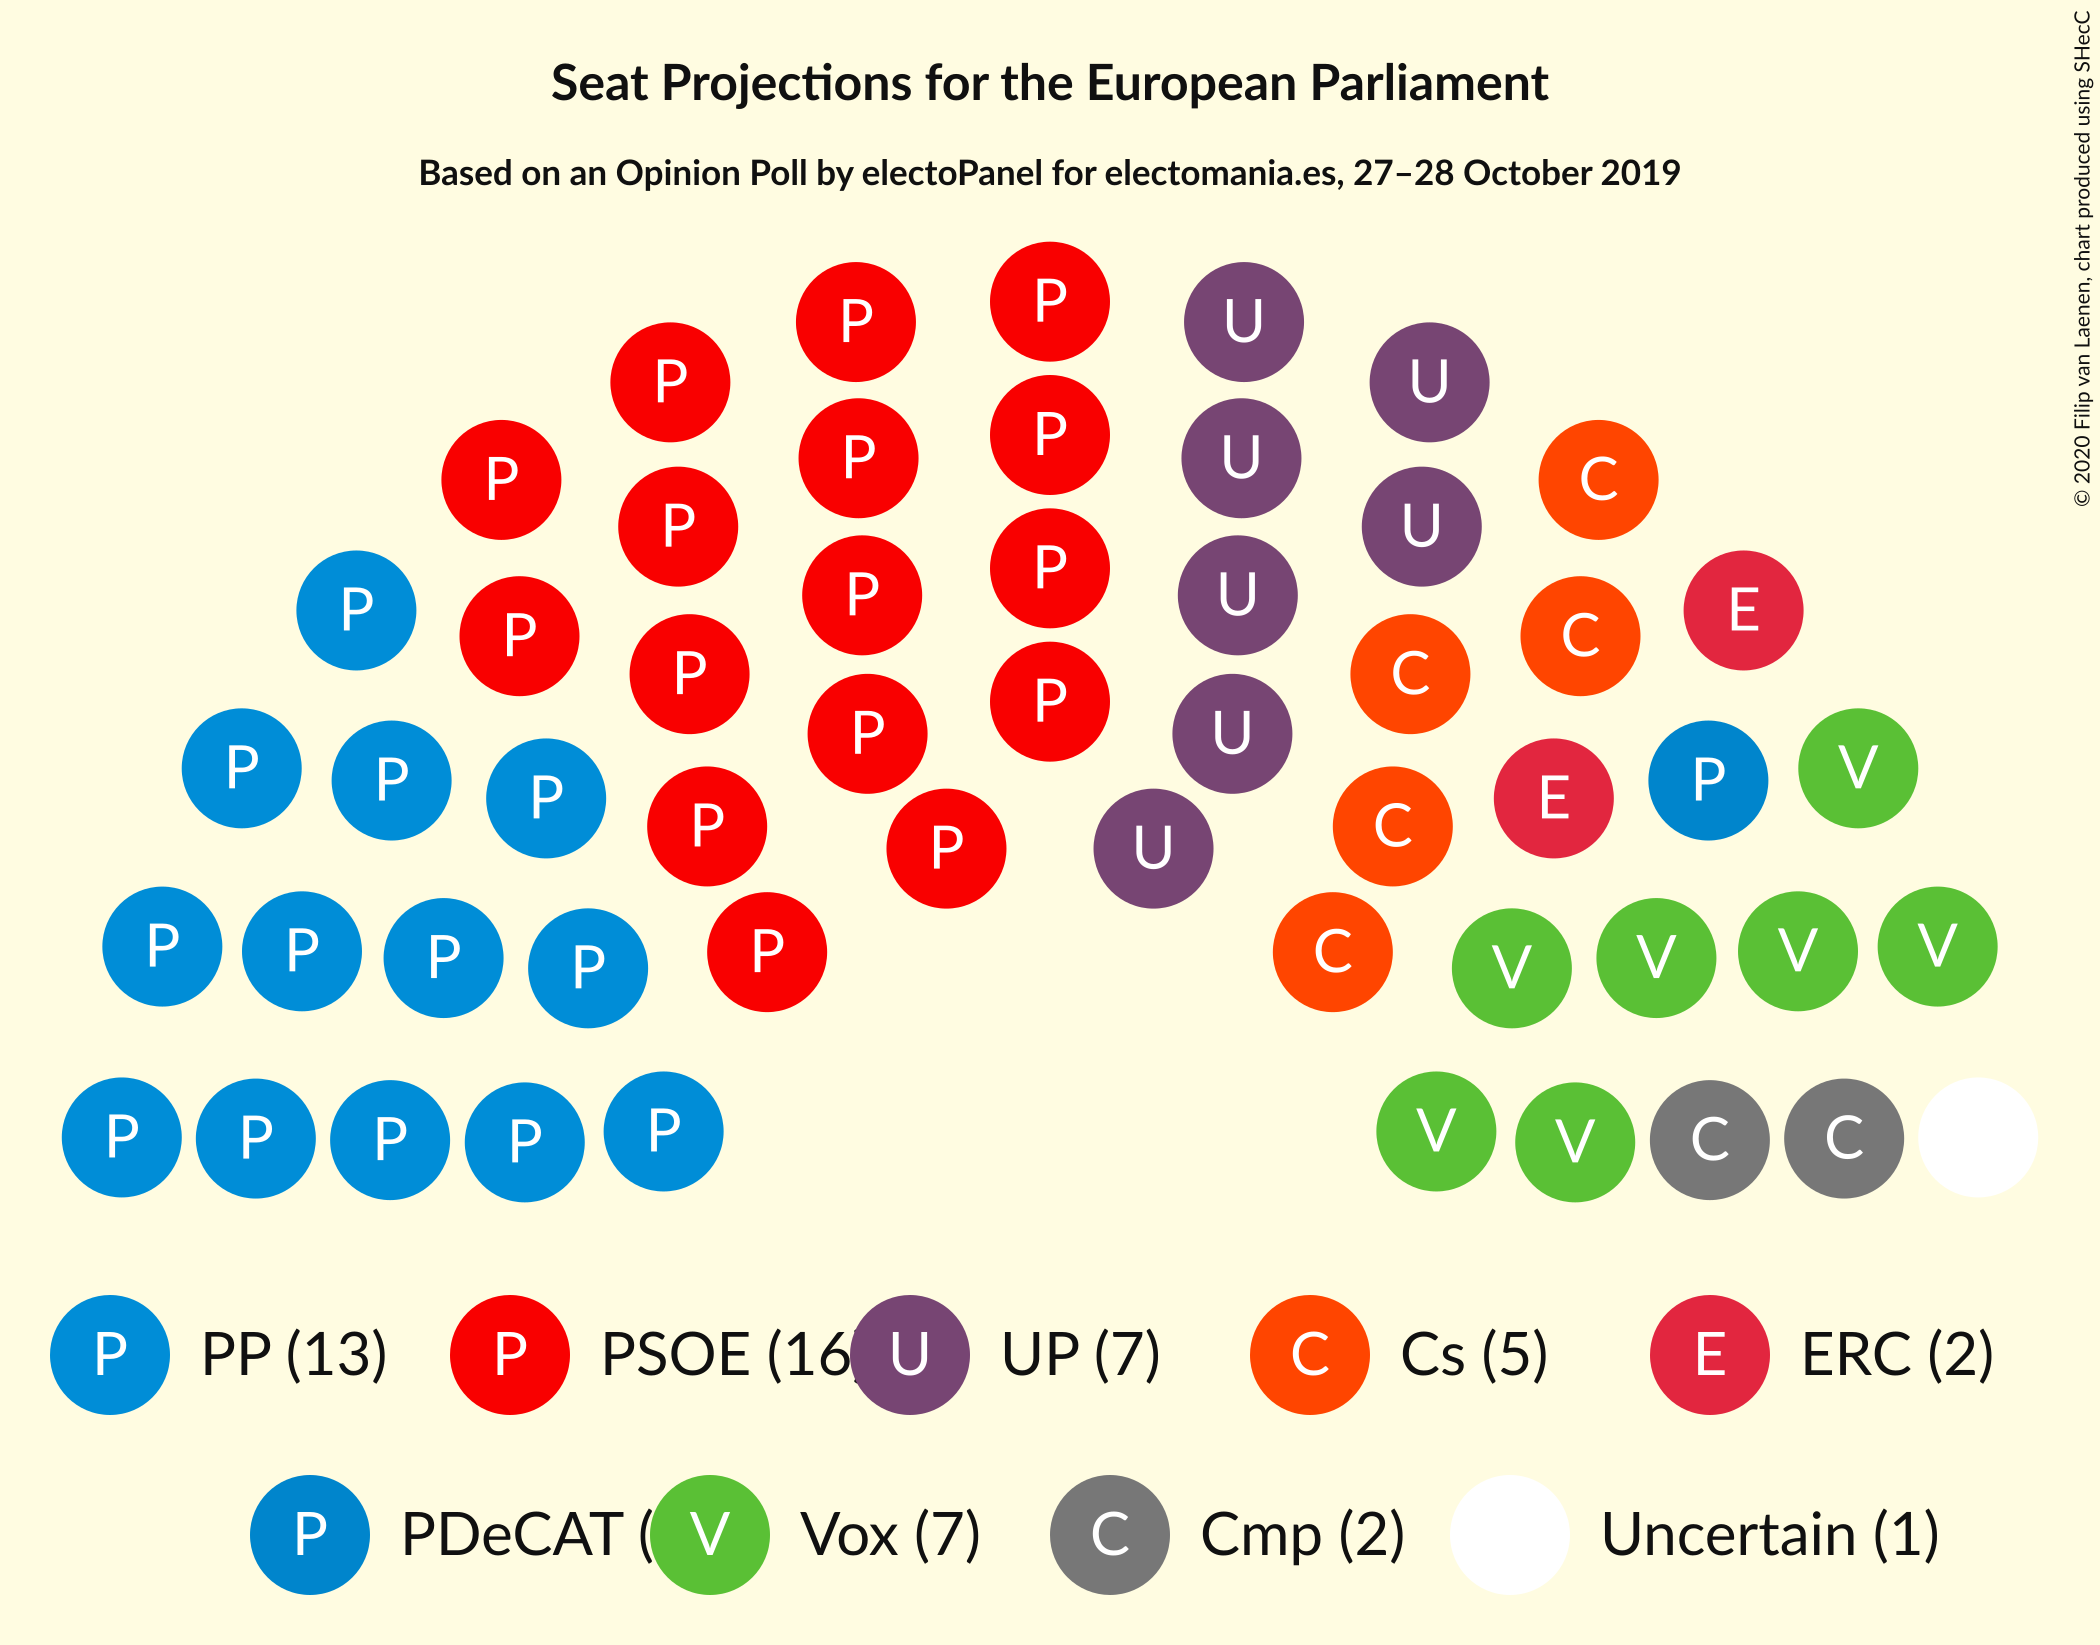 Seat Projections for the European Parliament
Based on an Opinion Poll by electoPanel for electomania.es, 27–28 October 2019
© 2020 Filip van Laenen, chart produced using SHecC
P
P U
P U
P P
U
P C
P P U
P
P P E
P P C
P P C
P P U
P P V
P P E
P C
P U
P P V
P P V
P V
P C
P V
P P P P P V V C C
P PP (13) P PSOE (16) U UP (7) C Cs (5) E ERC (2)
P PDeCAT ( V Vox (7) C Cmp (2) Uncertain (1)